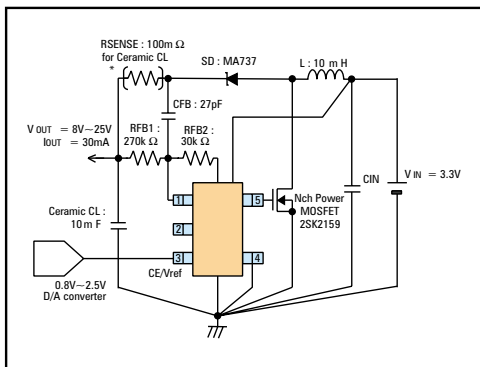 RSENSE : 100m Ω
for Ceramic CL
*
SD : MA737
L : 10 m H
CFB : 27pF
V OUT = 8V~25V
IOUT = 30mA
RFB1 :
270k Ω
RFB2 :
30k Ω
V IN = 3.3V
CIN
1
5
Nch Power
MOSFET
2SK2159
2
Ceramic CL :
10 m F
3
4
CE/Vref
0.8V~2.5V
D/A converter